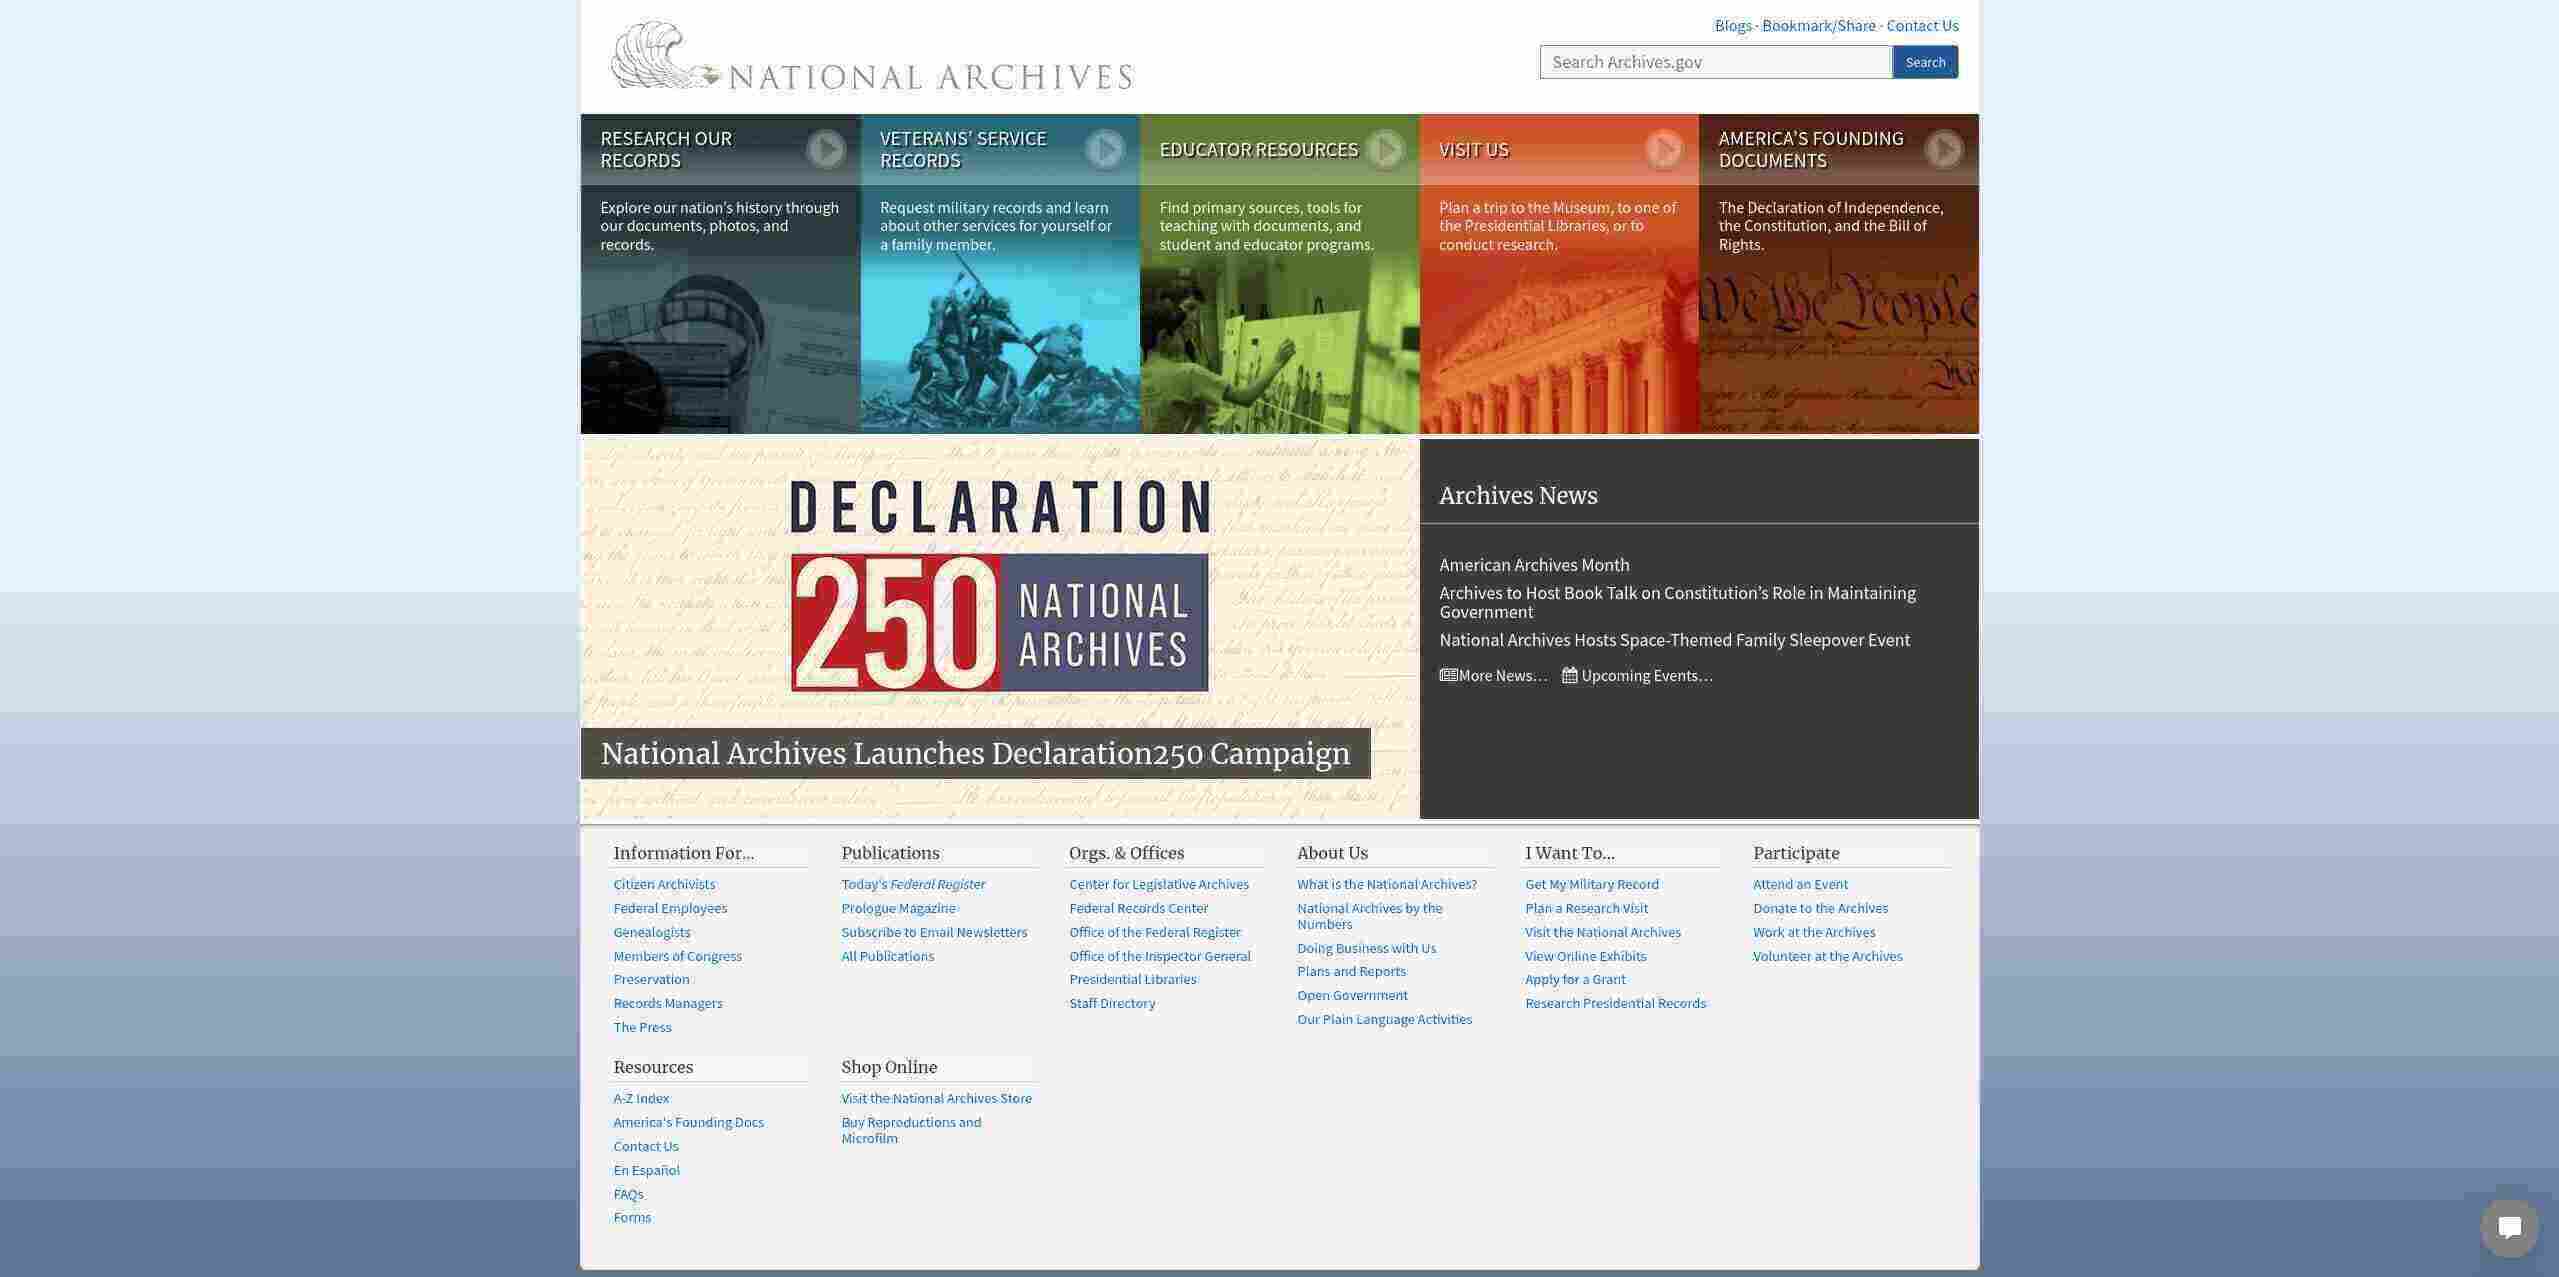 Blogs · Bookmark/Share · Contact Us
NATIONAL ARCHIVES
Search Archives.gov
Search
RESEARCH OUR
RECORDS
Explore our nation's history through
our documents, photos, and
records.
VETERANS' SERVICE
RECORDS
Request military records and learn
about other services for yourself or
a family member.
EDUCATOR RESOURCES
Find primary sources, tools for
teaching with documents, and
student and educator programs.
VISIT US
Plan a trip to the Museum, to one of
the Presidential Libraries, or to
conduct research.
AMERICA'S FOUNDING
DOCUMENTS
The Declaration of Independence,
the Constitution, and the Bill of
Rights.
We the People
DECLARATION
250
NATIONAL
ARCHIVES
National Archives Launches Declaration250 Campaign
Archives News
American Archives Month
Archives to Host Book Talk on Constitution’s Role in Maintaining
Government
National Archives Hosts Space-Themed Family Sleepover Event
More News… Upcoming Events…
Information For…
Citizen Archivists
Federal Employees
Genealogists
Members of Congress
Preservation
Records Managers
The Press
Publications
Today's Federal Register
Prologue Magazine
Subscribe to Email Newsletters
All Publications
Orgs. & Offices
Center for Legislative Archives
Federal Records Center
Office of the Federal Register
Office of the Inspector General
Presidential Libraries
Staff Directory
About Us
What is the National Archives?
National Archives by the
Numbers
Doing Business with Us
Plans and Reports
Open Government
Our Plain Language Activities
I Want To…
Get My Military Record
Plan a Research Visit
Visit the National Archives
View Online Exhibits
Apply for a Grant
Research Presidential Records
Participate
Attend an Event
Donate to the Archives
Work at the Archives
Volunteer at the Archives
Resources
A-Z Index
America's Founding Docs
Contact Us
En Español
FAQs
Forms
Shop Online
Visit the National Archives Store
Buy Reproductions and
Microfilm